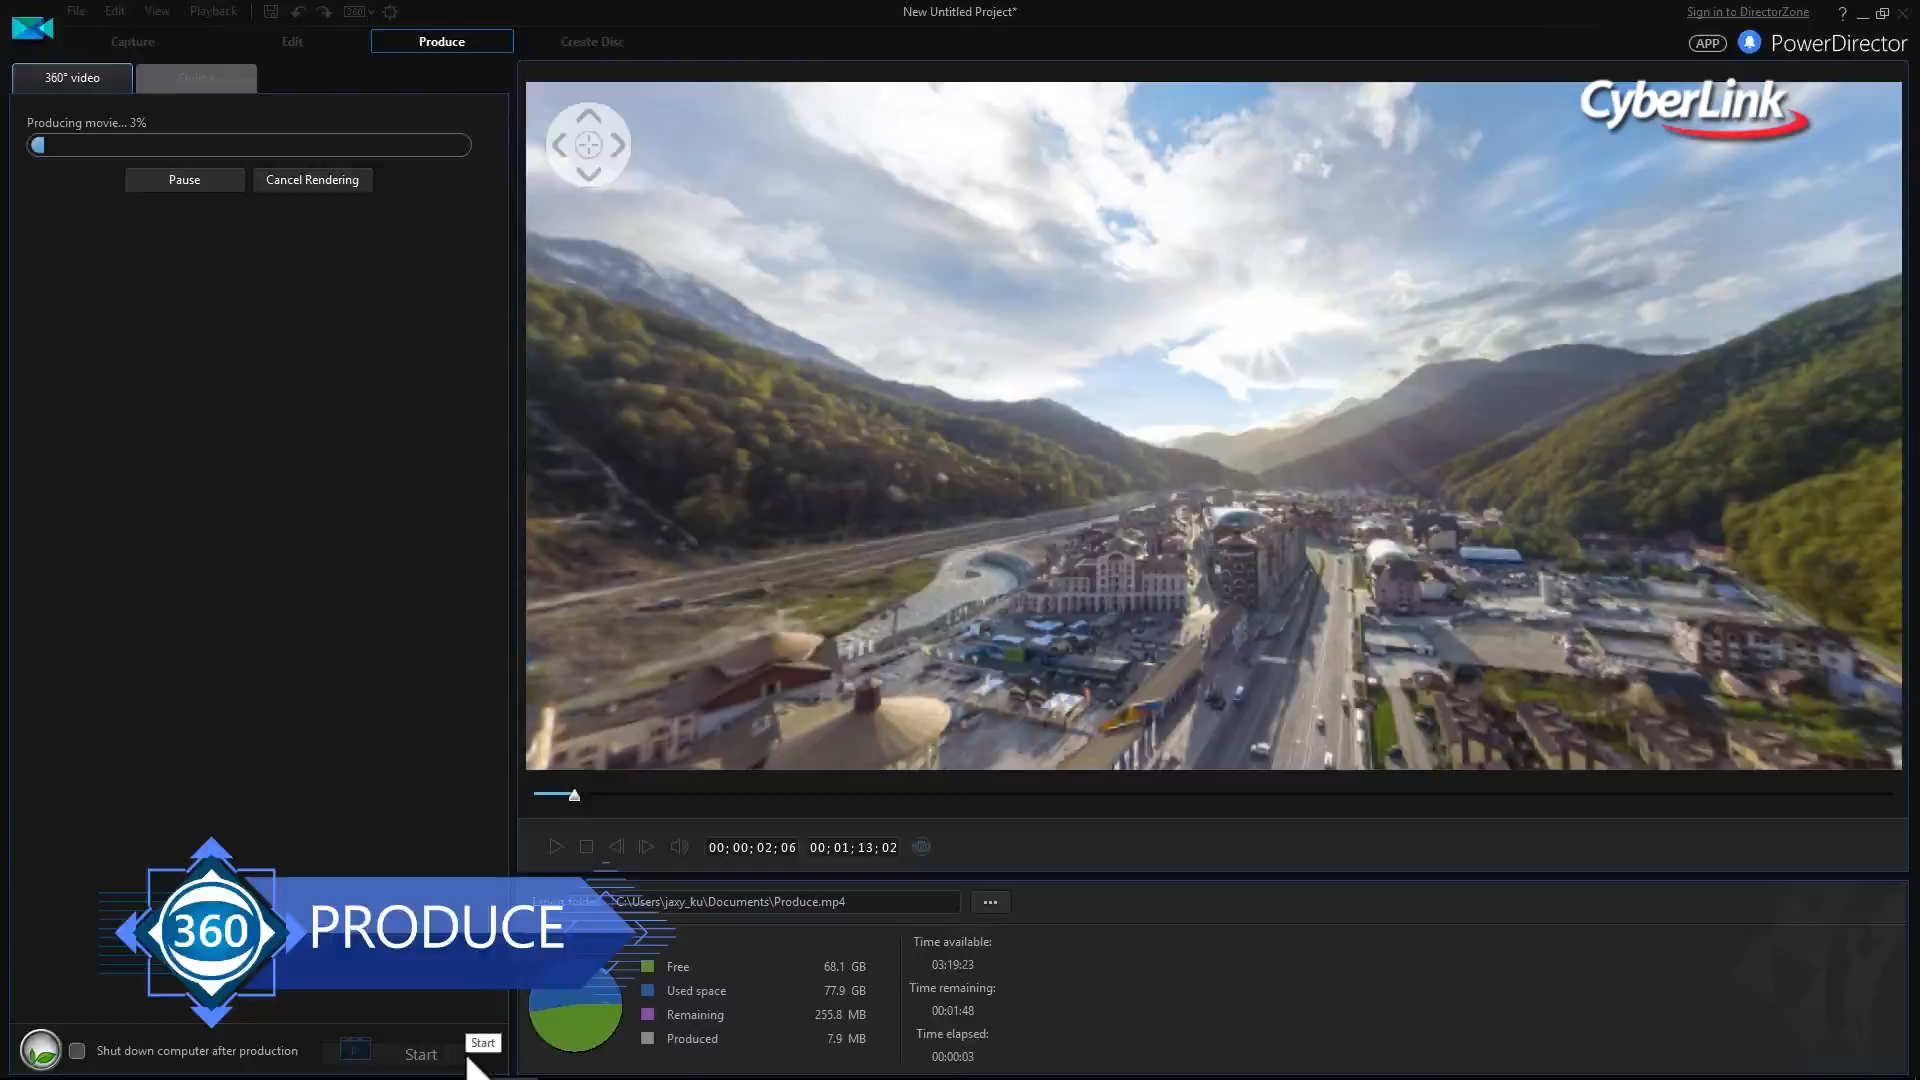 File Edit View Playback 360 New Untitled Project* Sign in to DirectorZone ?
Capture Edit Produce Create Disc APP PowerDirector
360° video
CyberLink
Producing movie... 3%
Pause Cancel Rendering
00;00;02;06 00;01;13;02
C:\Users\jaxy_ku\Documents\Produce.mp4 ...
360 PRODUCE
Free 68.1 GB
Used space 77.9 GB
Remaining 255.8 MB
Produced 7.9 MB
Time available:
03:19:23
Time remaining:
00:01:48
Time elapsed:
00:00:03
Shut down computer after production Start
Start